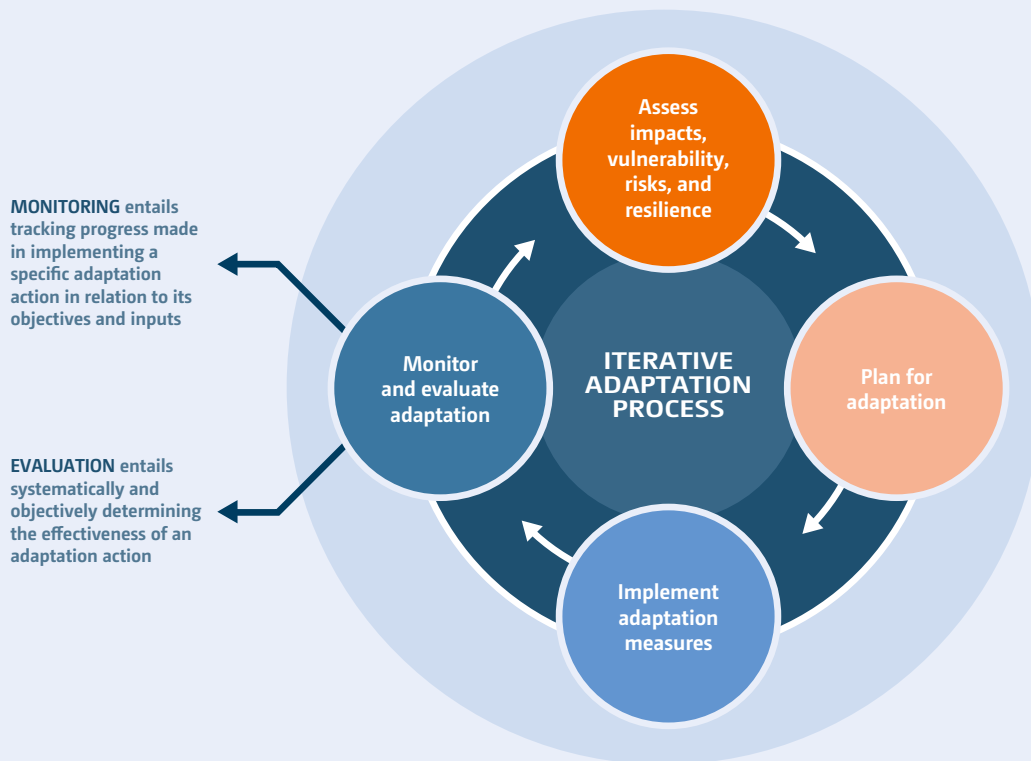 Assess
impacts,
vulnerability,
risks, and
resilience
MONITORING entails
tracking progress made
in implementing a
specific adaptation
action in relation to its
objectives and inputs
Monitor
and evaluate
adaptation
ITERATIVE
ADAPTATION
PROCESS
Plan for
adaptation
EVALUATION entails
systematically and
objectively determining
the effectiveness of an
adaptation action
Implement
adaptation
measures